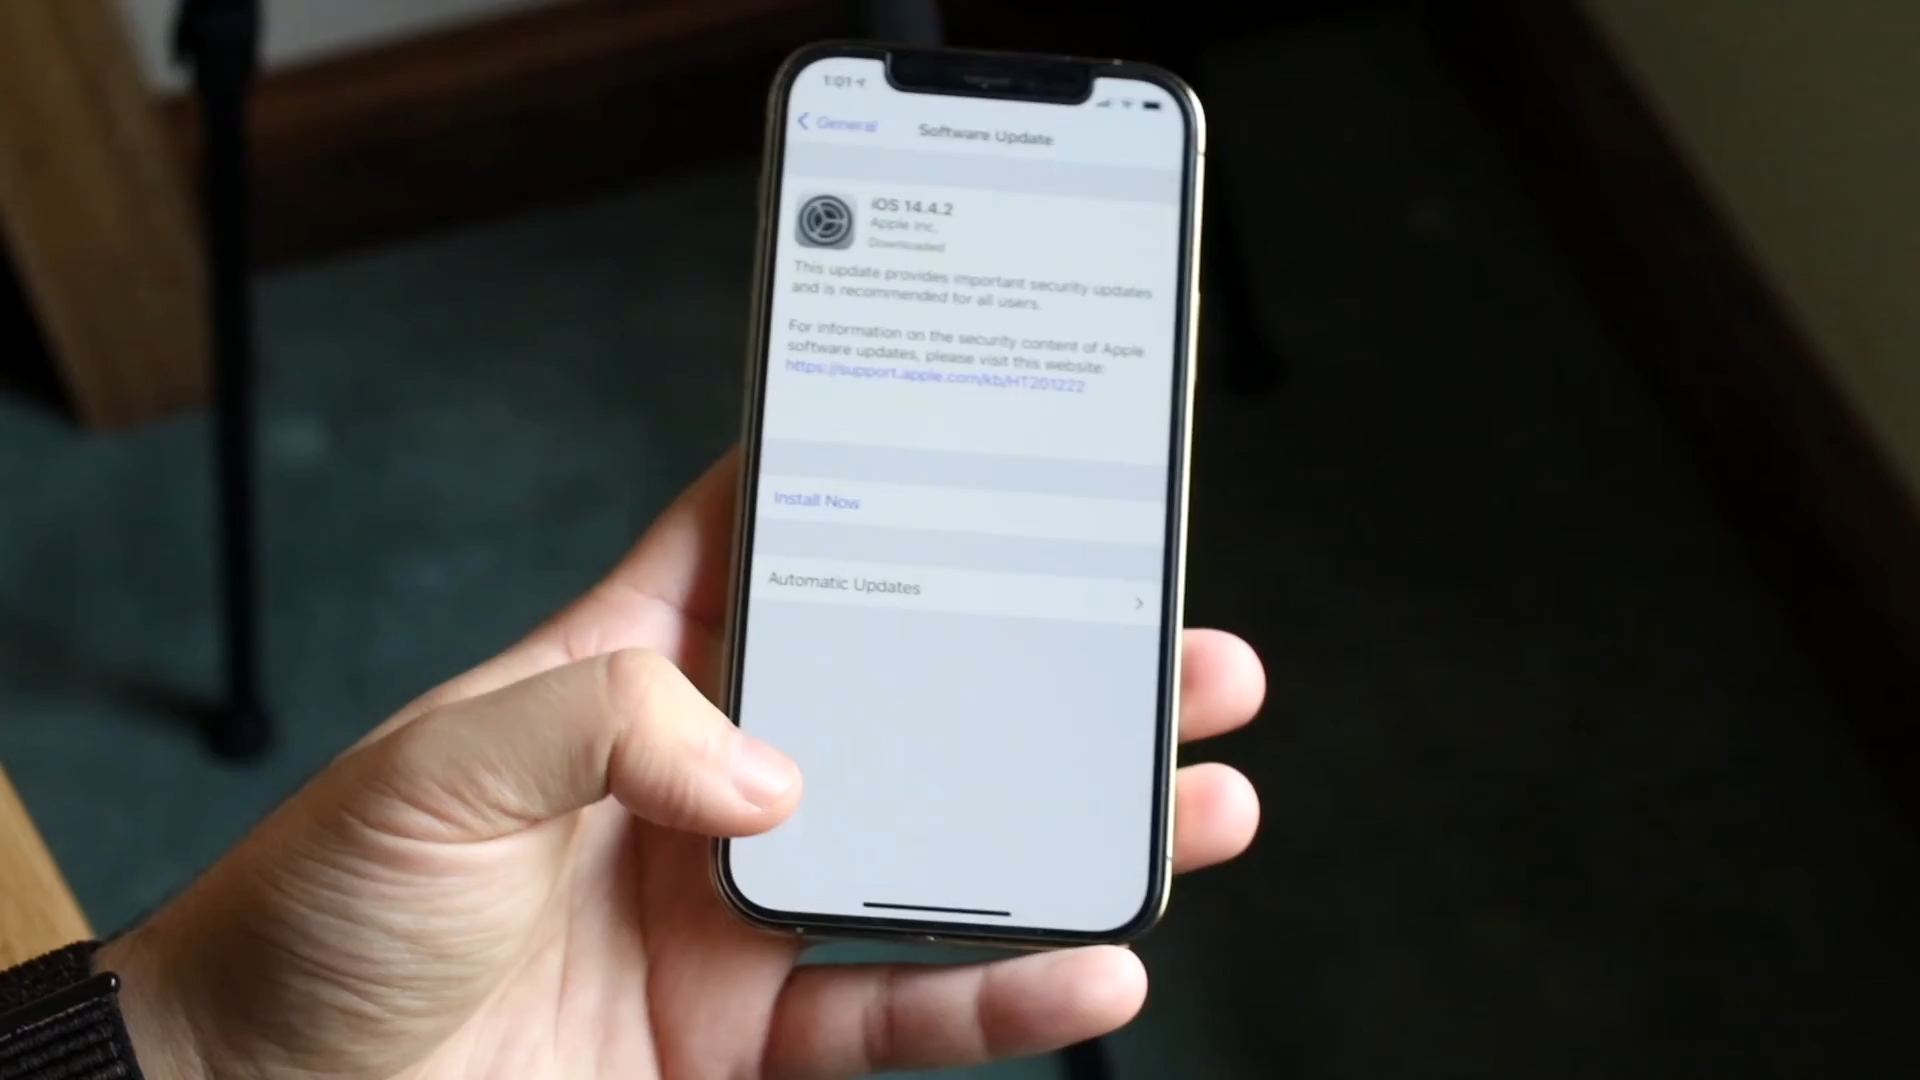 1:01
General
Software Update
iOS 14.4.2
Apple Inc.
Downloaded
This update provides important security updates
and is recommended for all users.
For information on the security content of Apple
software updates, please visit this website:
https://support.apple.com/kb/HT201222
Install Now
Automatic Updates